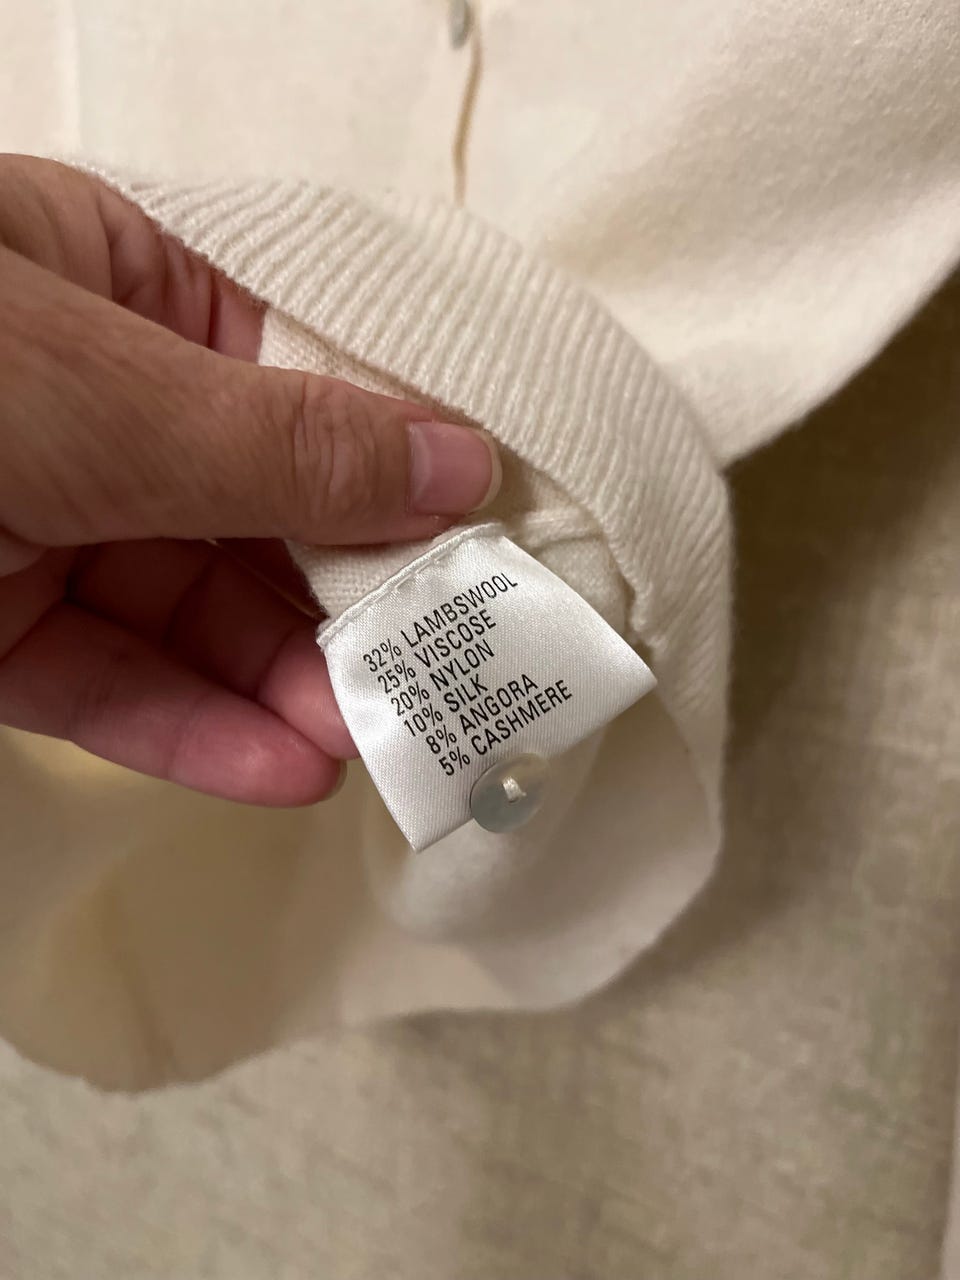 32% LAMBSWOOL
25% VISCOSE
20% NYLON
10% SILK
8% ANGORA
5% CASHMERE